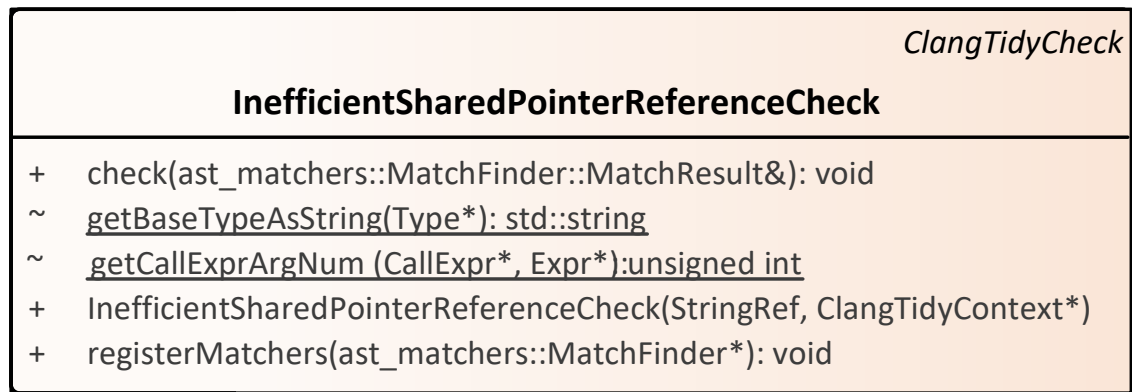 ClangTidyCheck
InefficientSharedPointerReferenceCheck
+ check(ast_matchers::MatchFinder::MatchResult&): void
~ getBaseTypeAsString(Type*): std::string
~ getCallExprArgNum (CallExpr*, Expr*):unsigned int
+ InefficientSharedPointerReferenceCheck(StringRef, ClangTidyContext*)
+ registerMatchers(ast_matchers::MatchFinder*): void